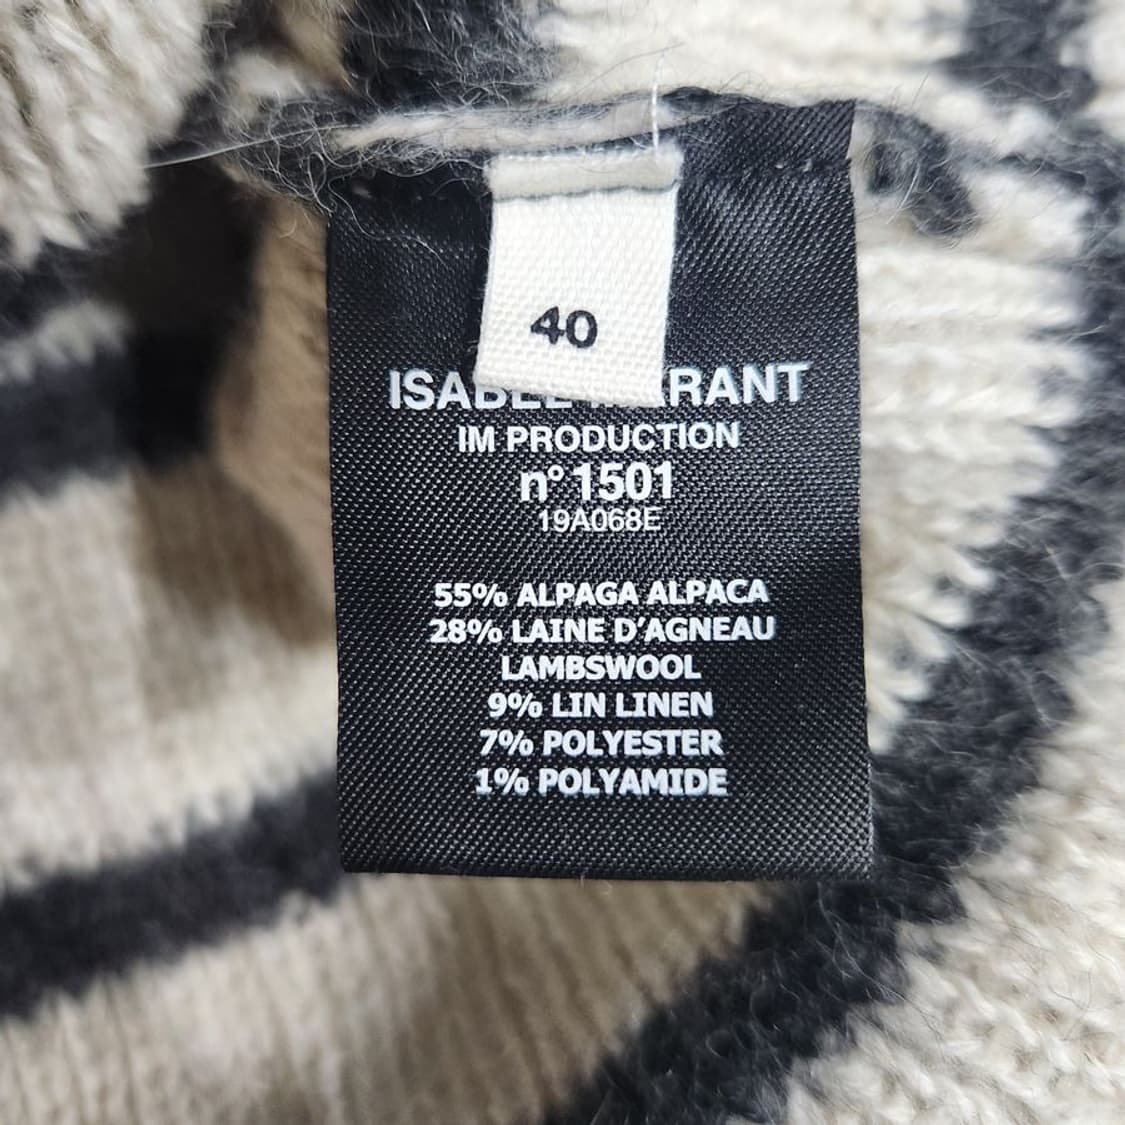 40
ISABEL MARANT
IM PRODUCTION
n°1501
19A068E
55% ALPAGA ALPACA
28% LAINE D'AGNEAU
LAMBSWOOL
9% LIN LINEN
7% POLYESTER
1% POLYAMIDE